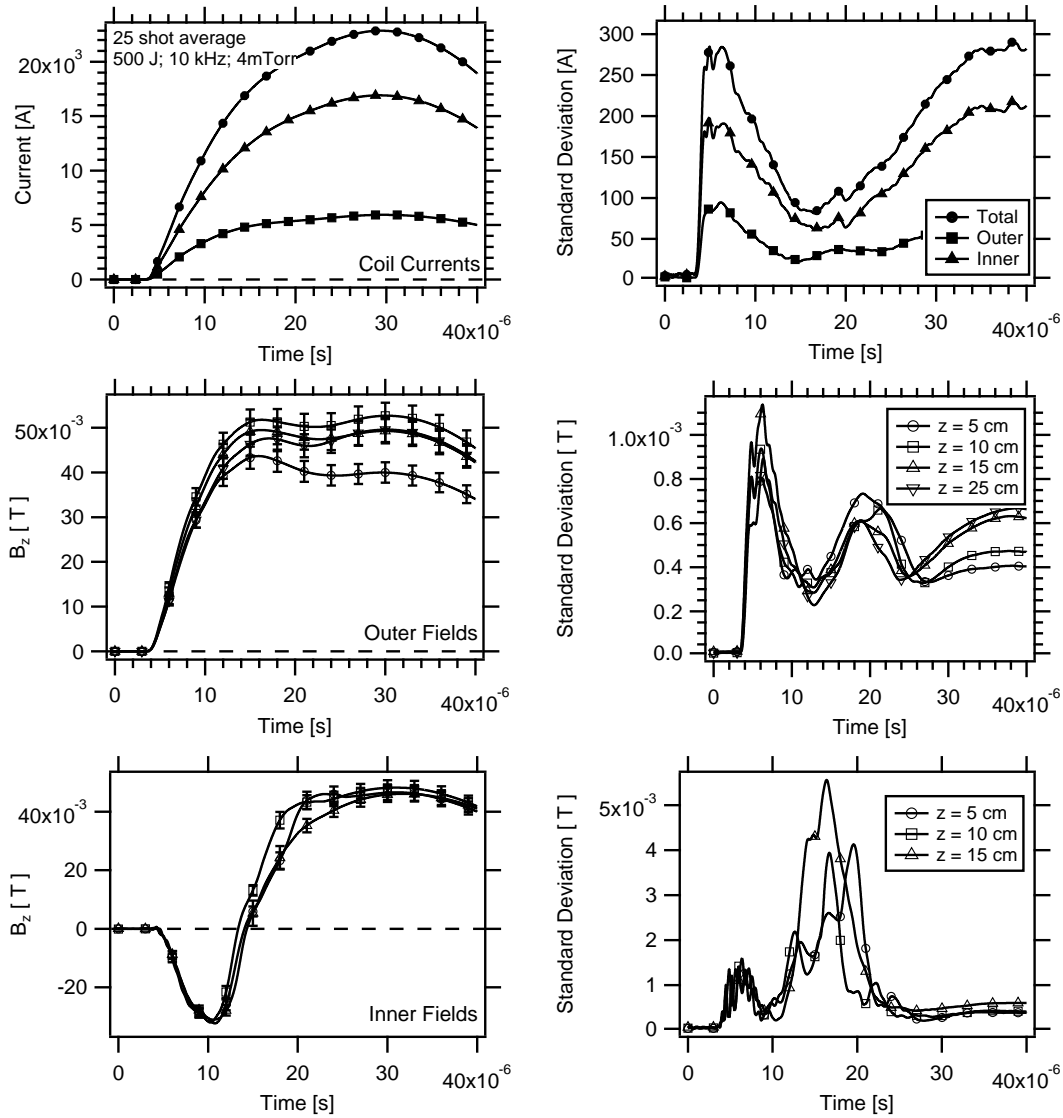 25 shot average
500 J; 10 kHz; 4mTorr
20x10⁻³
15
10
5
0
Current [A]
Coil Currents
0 10 20 30 40x10⁻⁶
Time [s]
300
250
200
150
100
50
0
Standard Deviation [A]
Total
Outer
Inner
0 10 20 30 40x10⁻⁶
Time [s]
50x10⁻³
40
30
20
10
0
B_z [ T ]
Outer Fields
0 10 20 30 40x10⁻⁶
Time [s]
1.0x10⁻³
0.8
0.6
0.4
0.2
0.0
Standard Deviation [ T ]
z = 5 cm
z = 10 cm
z = 15 cm
z = 25 cm
0 10 20 30 40x10⁻⁶
Time [s]
40x10⁻³
20
0
-20
B_z [ T ]
Inner Fields
0 10 20 30 40x10⁻⁶
Time [s]
5x10⁻³
4
3
2
1
0
Standard Deviation [ T ]
z = 5 cm
z = 10 cm
z = 15 cm
0 10 20 30 40x10⁻⁶
Time [s]